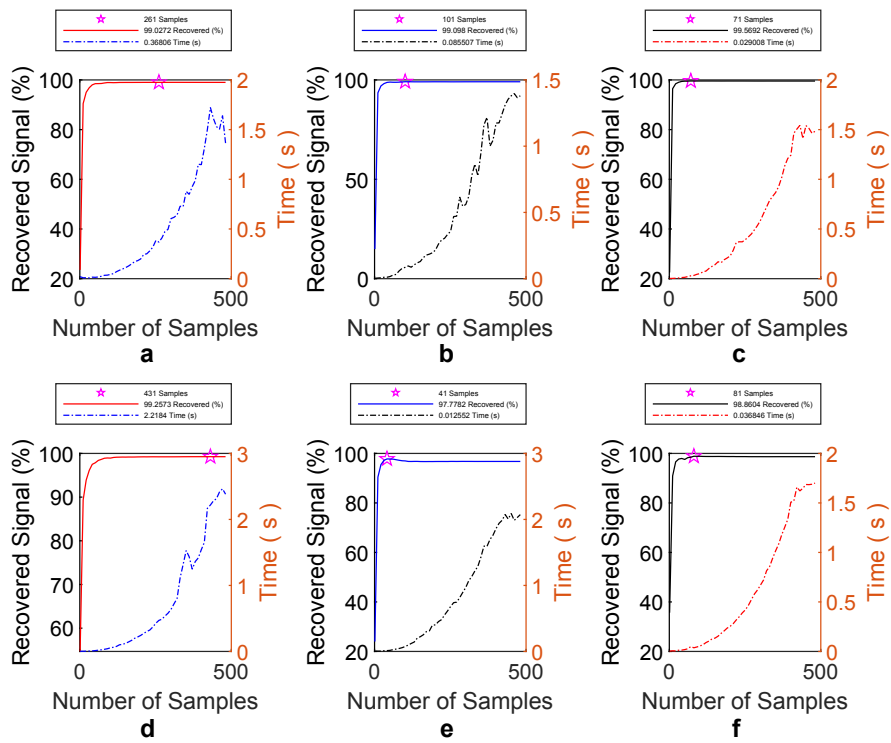 261 Samples
99.0272 Recovered (%)
0.36806 Time (s)
101 Samples
99.098 Recovered (%)
0.085507 Time (s)
71 Samples
99.5692 Recovered (%)
0.029008 Time (s)
100
80
60
40
20
Recovered Signal (%)
2
1.5
1
0.5
0
Time ( s )
0
500
Number of Samples
a
100
50
0
Recovered Signal (%)
1.5
1
0.5
0
Time ( s )
0
500
Number of Samples
b
100
80
60
40
20
Recovered Signal (%)
2
1.5
1
0.5
0
Time ( s )
0
500
Number of Samples
c
431 Samples
99.2573 Recovered (%)
2.2184 Time (s)
41 Samples
97.7782 Recovered (%)
0.012552 Time (s)
81 Samples
98.8604 Recovered (%)
0.036846 Time (s)
100
90
80
70
60
Recovered Signal (%)
3
2
1
0
Time ( s )
0
500
Number of Samples
d
100
80
60
40
20
Recovered Signal (%)
3
2
1
0
Time ( s )
0
500
Number of Samples
e
100
80
60
40
20
Recovered Signal (%)
2
1.5
1
0.5
0
Time ( s )
0
500
Number of Samples
f